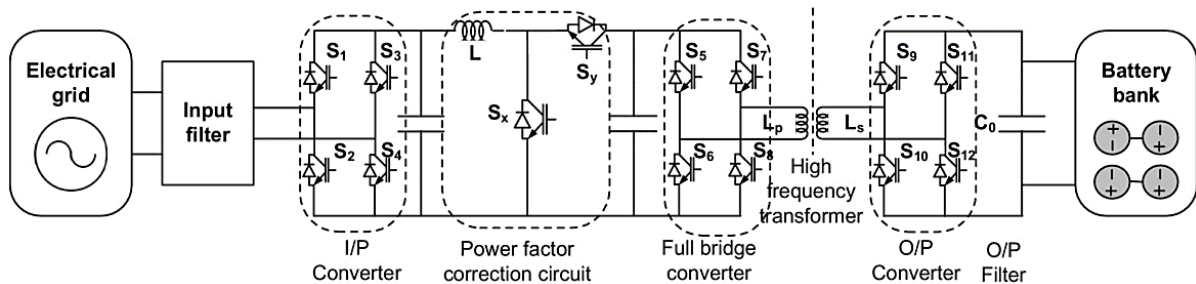 Electrical
grid
Input
filter
S1
S3
S2
S4
I/P
Converter
L
Sy
Sx
Power factor
correction circuit
S5
S7
S6
S8
Full bridge
converter
Lp
Ls
High
frequency
transformer
S9
S11
S10
S12
O/P
Converter
C0
O/P
Filter
Battery
bank
+
-
-
+
+
-
-
+